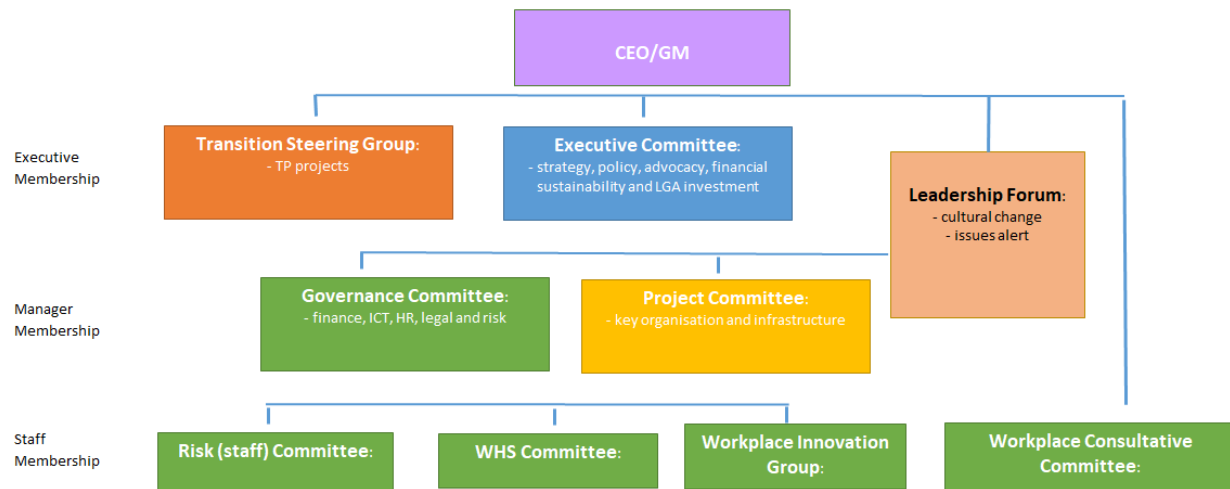 CEO/GM
Executive
Membership
Transition Steering Group:
- TP projects
Executive Committee:
- strategy, policy, advocacy, financial
sustainability and LGA investment
Leadership Forum:
- cultural change
- issues alert
Manager
Membership
Governance Committee:
- finance, ICT, HR, legal and risk
Project Committee:
- key organisation and infrastructure
Staff
Membership
Risk (staff) Committee:
WHS Committee:
Workplace Innovation
Group:
Workplace Consultative
Committee: